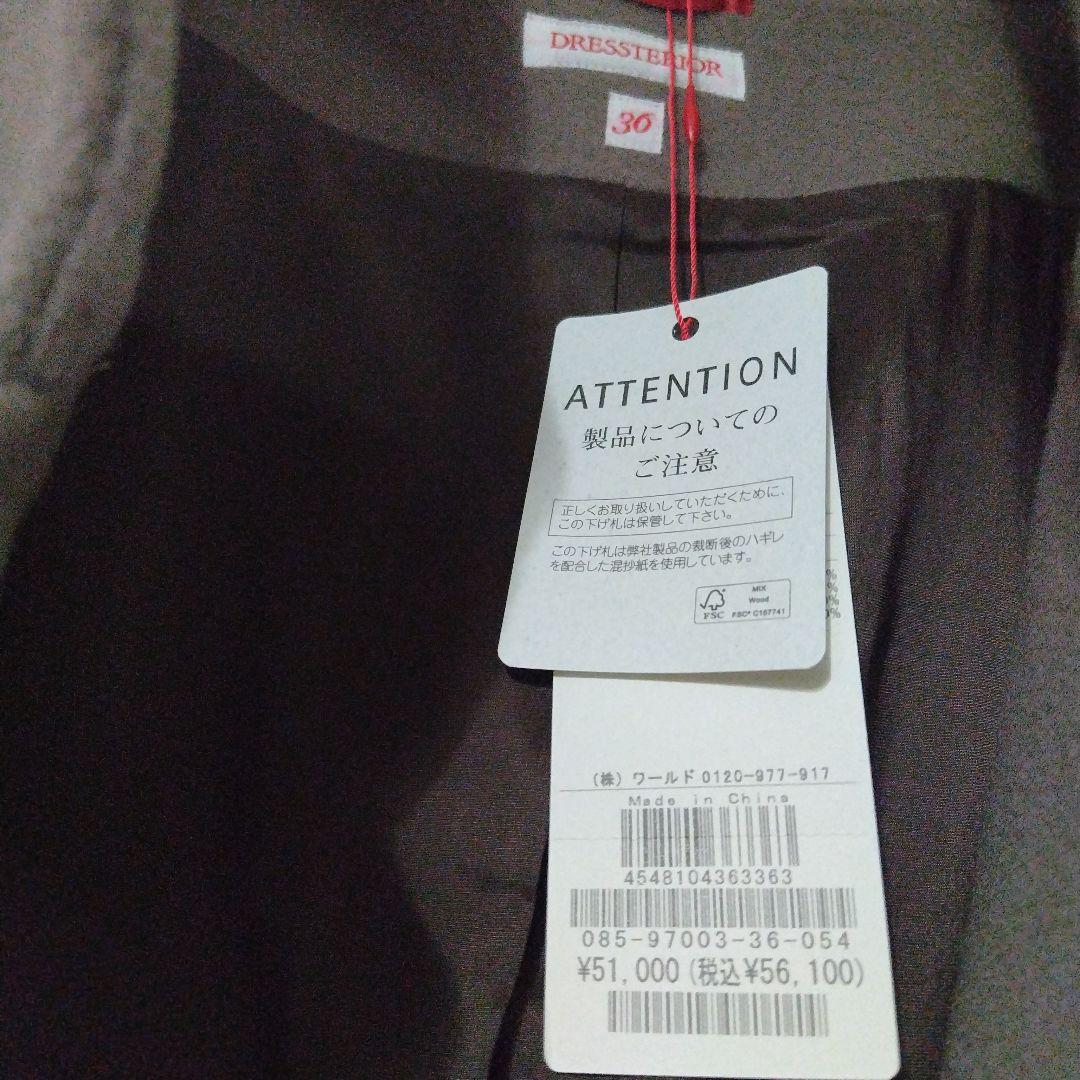 DRESSTERIOR
36
ATTENTION
製品についての
ご注意
正しくお取り扱いしていただくために、
この下げ札は保管して下さい。
この下げ札は弊社製品の裁断後のハギレ
を配合した混抄紙を使用しています。
FSC
MIX
Wood
FSC® C157741
%
%
%
0%
(株) ワールド 0120-977-917
Made in China
4548104363363
085-97003-36-054
¥51,000 (税込¥56,100)